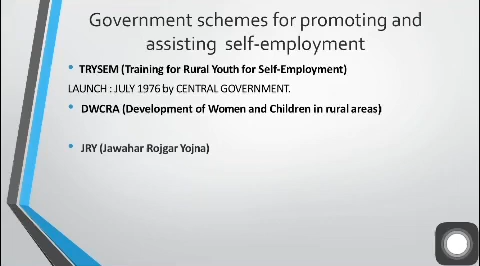 Government schemes for promoting and
assisting self-employment
• TRYSEM (Training for Rural Youth for Self-Employment)
LAUNCH : JULY 1976 by CENTRAL GOVERNMENT.
• DWCRA (Development of Women and Children in rural areas)
• JRY (Jawahar Rojgar Yojna)